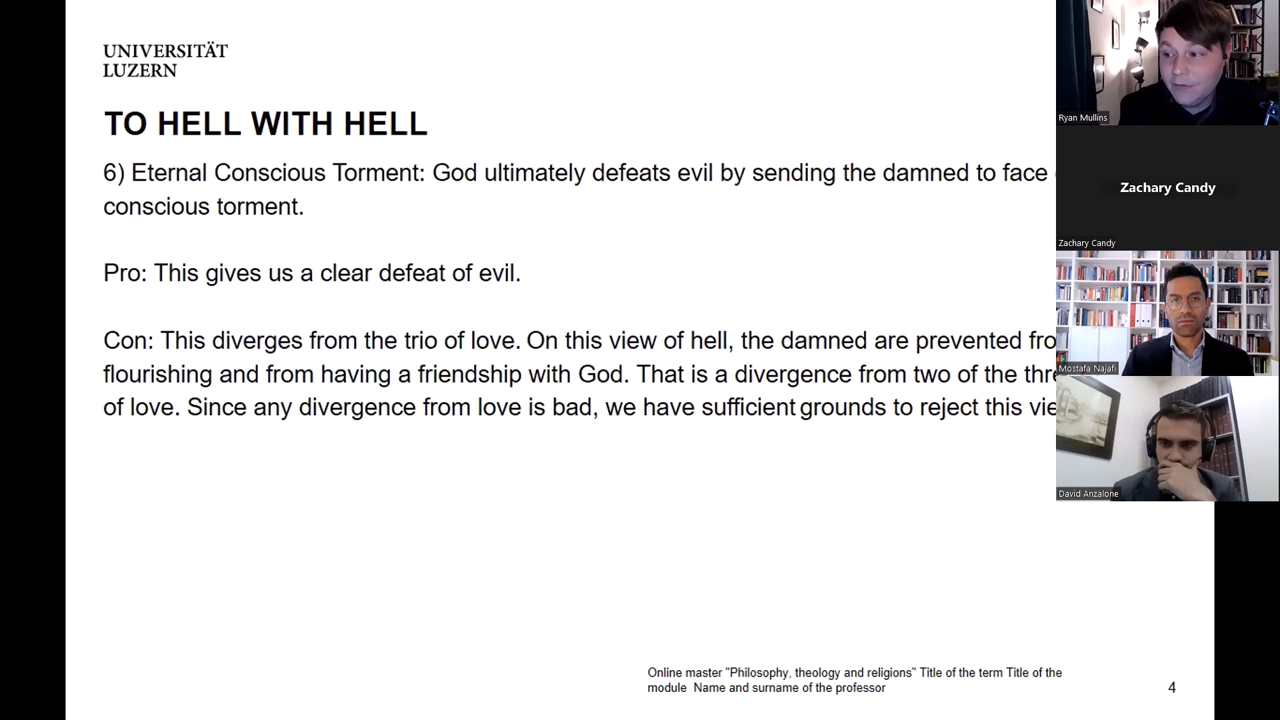 UNIVERSITÄT
LUZERN
TO HELL WITH HELL
6) Eternal Conscious Torment: God ultimately defeats evil by sending the damned to face
conscious torment.
Pro: This gives us a clear defeat of evil.
Con: This diverges from the trio of love. On this view of hell, the damned are prevented
flourishing and from having a friendship with God. That is a divergence from two of the
of love. Since any divergence from love is bad, we have sufficient grounds to reject this
Online master "Philosophy, theology and religions" Title of the term Title of the
module Name and surname of the professor
4
Ryan Mullins
Zachary Candy
Zachary Candy
Mostafa Najafi
David Anzalone